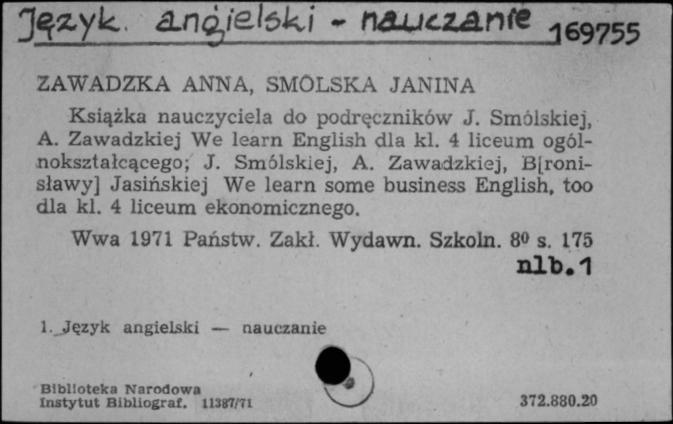 Język angielski - nauczanie
169755
ZAWADZKA ANNA, SMÓLSKA JANINA
Książka nauczyciela do podręczników J. Smólskiej,
A. Zawadzkiej We learn English dla kl. 4 liceum ogól-
nokształcącego; J. Smólskiej, A. Zawadzkiej, B[roni-
sławy] Jasińskiej We learn some business English, too
dla kl. 4 liceum ekonomicznego.
Wwa 1971 Państw. Zakł. Wydawn. Szkoln. 8⁰ s. 175
nlb.1
1. Język angielski — nauczanie
Biblioteka Narodowa
Instytut Bibliograf. 11387/71
372.880.20